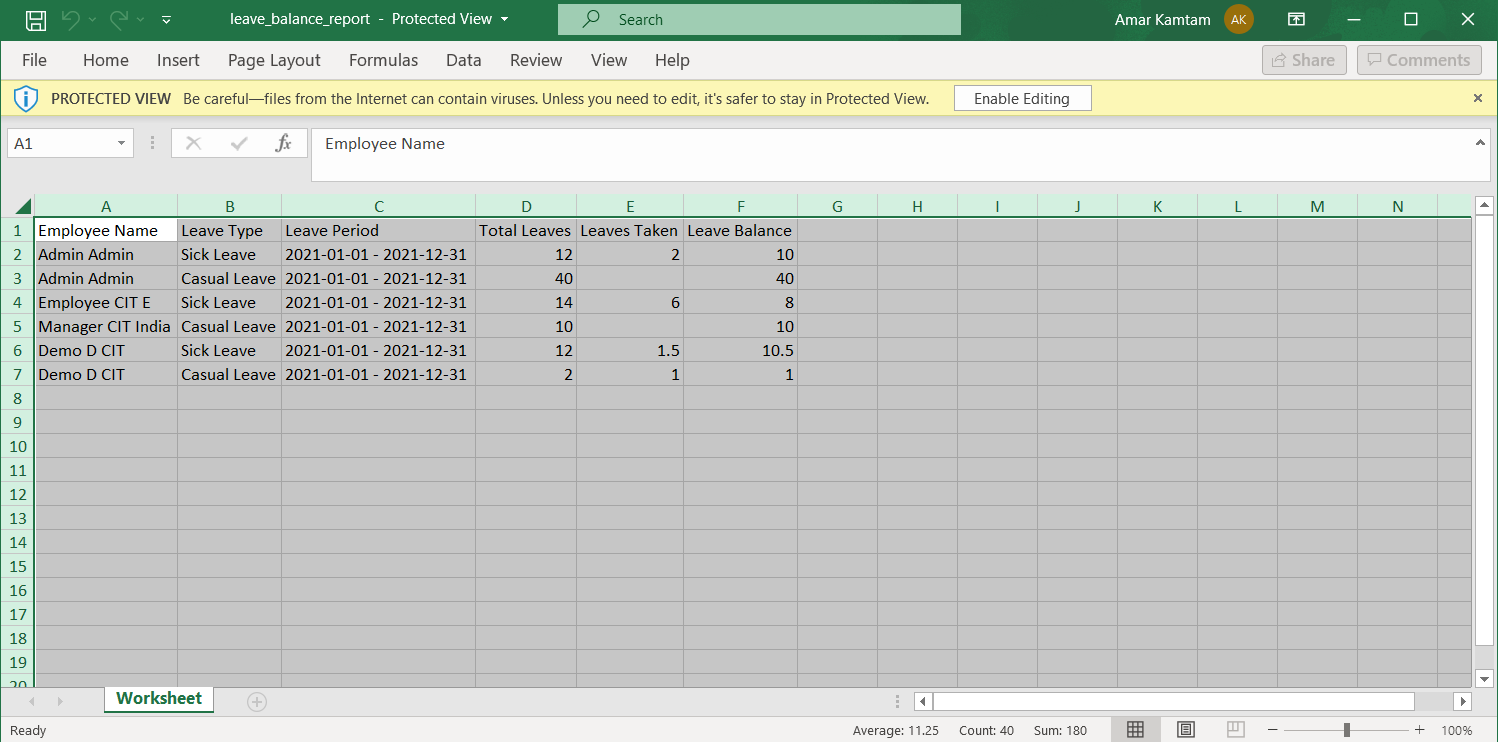 leave_balance_report - Protected View
Search
Amar Kamtam AK
File Home Insert Page Layout Formulas Data Review View Help Share Comments
PROTECTED VIEW Be careful—files from the Internet can contain viruses. Unless you need to edit, it's safer to stay in Protected View. Enable Editing
A1 fx Employee Name
A B C D E F G H I J K L M N
1 Employee Name Leave Type Leave Period Total Leaves Leaves Taken Leave Balance
2 Admin Admin Sick Leave 2021-01-01 - 2021-12-31 12 2 10
3 Admin Admin Casual Leave 2021-01-01 - 2021-12-31 40 40
4 Employee CIT E Sick Leave 2021-01-01 - 2021-12-31 14 6 8
5 Manager CIT India Casual Leave 2021-01-01 - 2021-12-31 10 10
6 Demo D CIT Sick Leave 2021-01-01 - 2021-12-31 12 1.5 10.5
7 Demo D CIT Casual Leave 2021-01-01 - 2021-12-31 2 1 1
8
9
10
11
12
13
14
15
16
17
18
19
20
Worksheet
Ready Average: 11.25 Count: 40 Sum: 180 100%